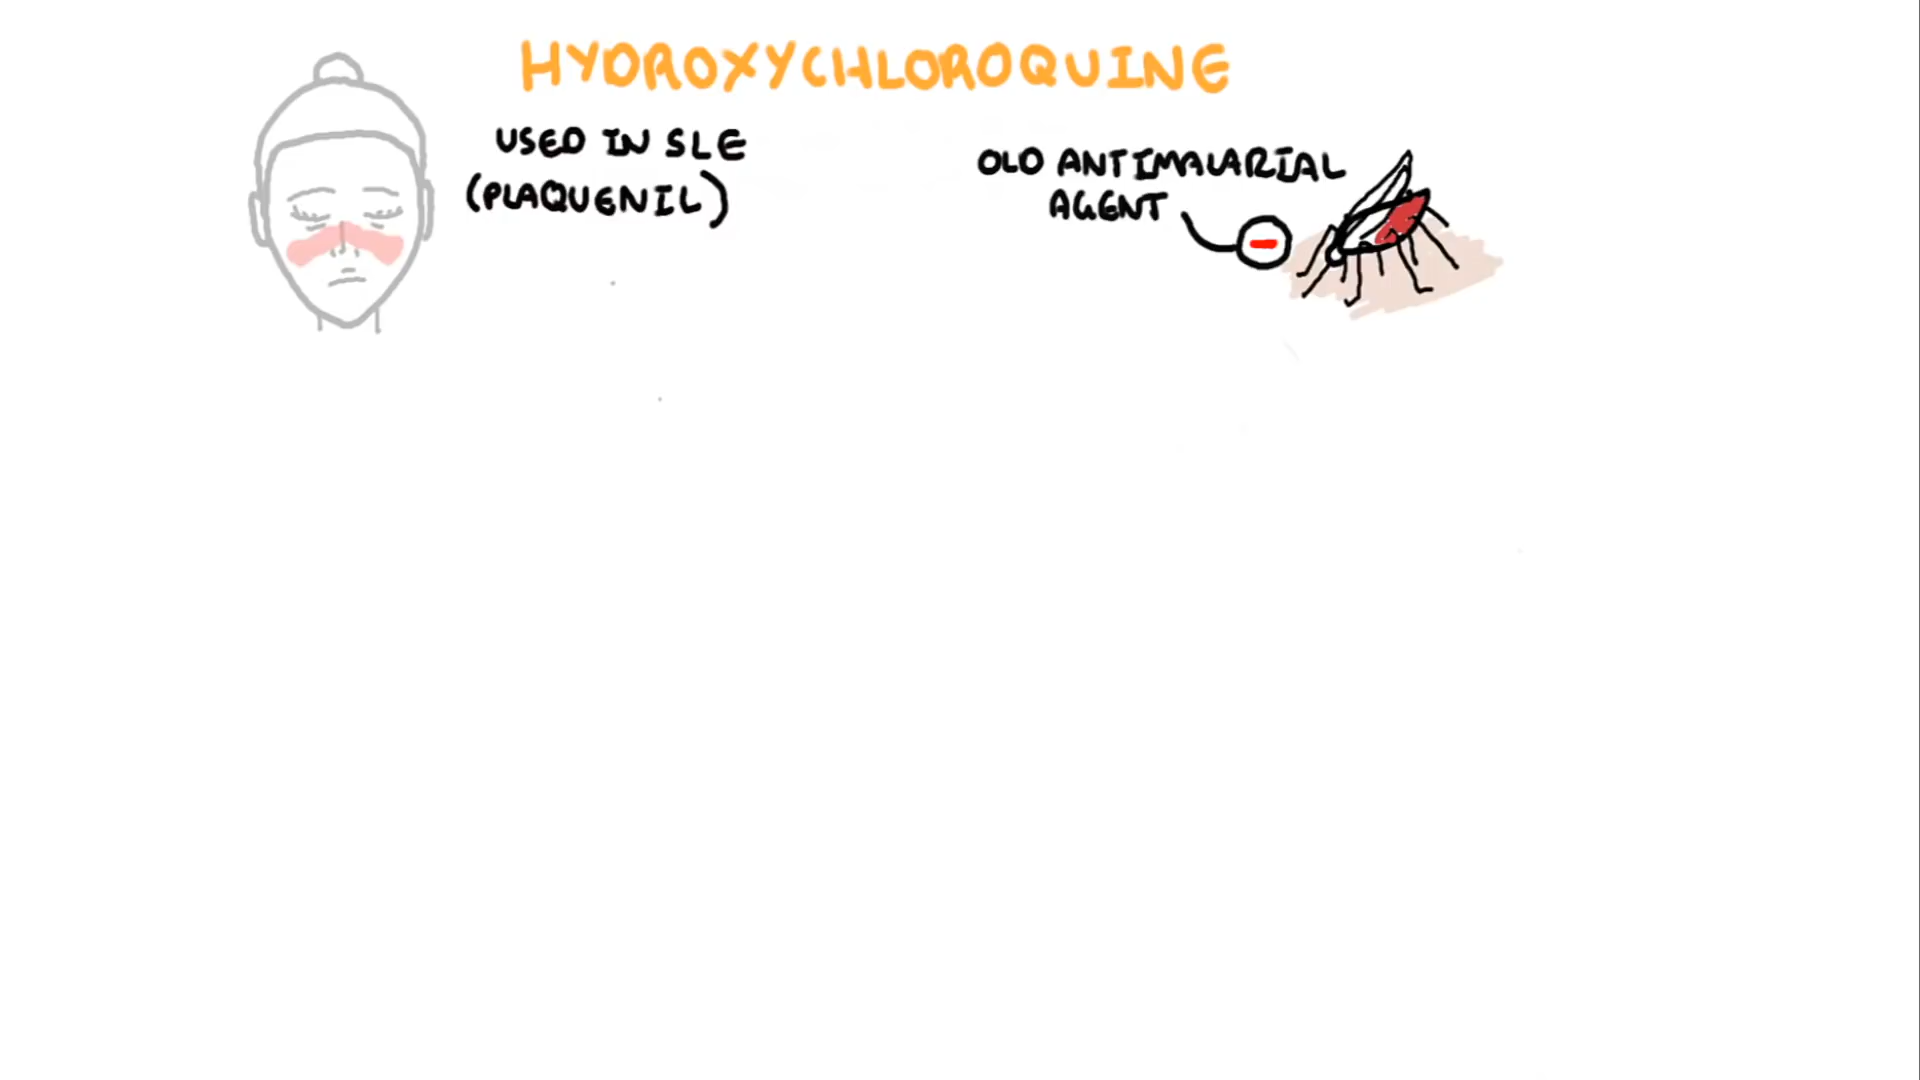 HYDROXYCHLOROQUINE
USED IN SLE
(PLAQUENIL)
OLD ANTIMALARIAL
AGENT